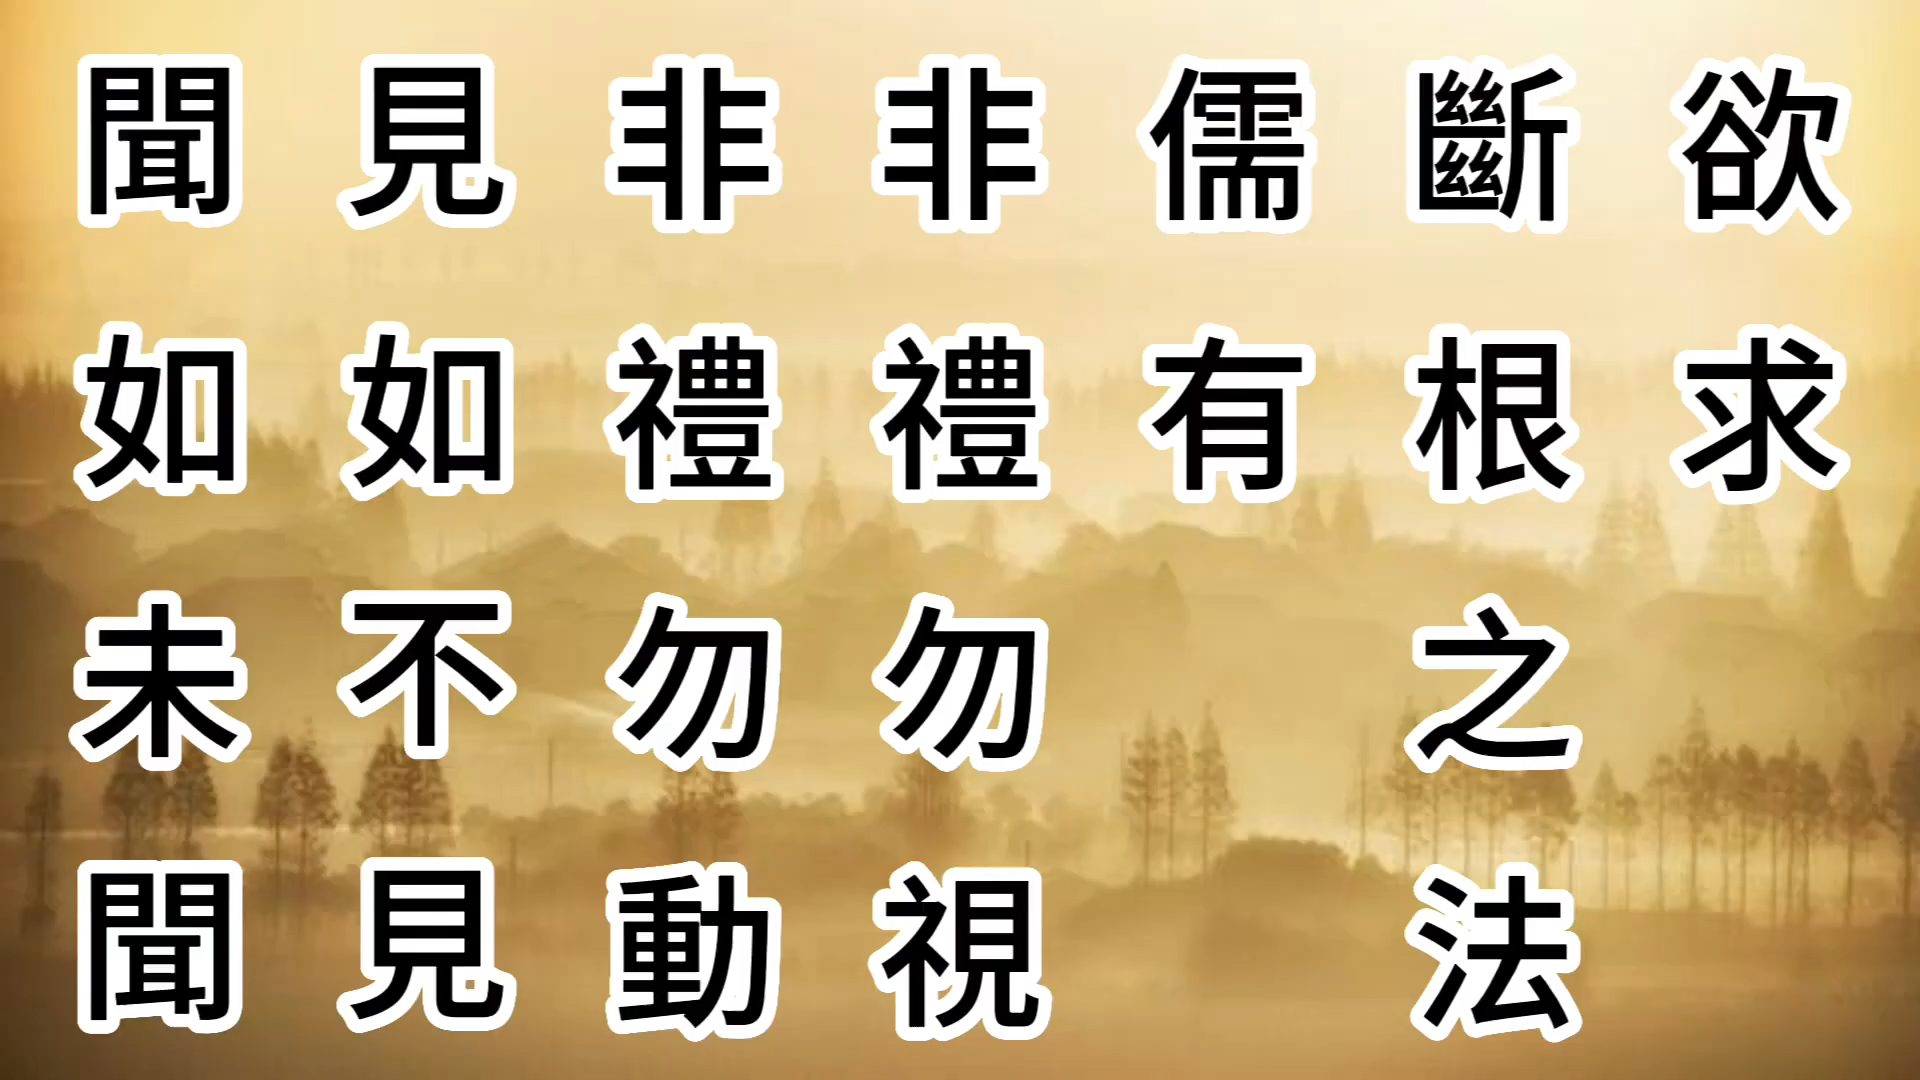 欲求
斷根之法
儒有
非禮勿視
非禮勿動
見如不見
聞如未聞